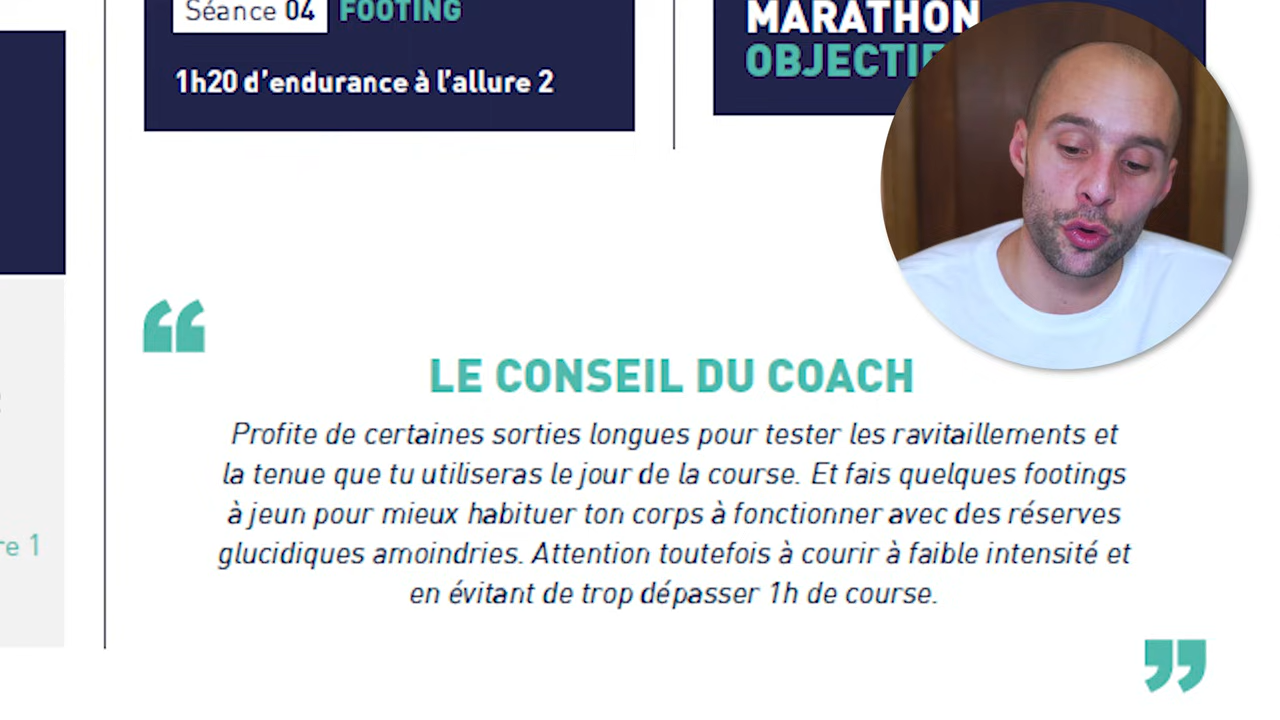 Séance 04 FOOTING
1h20 d'endurance à l'allure 2
MARATHON
OBJECTIF
re 1
LE CONSEIL DU COACH
Profite de certaines sorties longues pour tester les ravitaillements et
la tenue que tu utiliseras le jour de la course. Et fais quelques footings
à jeun pour mieux habituer ton corps à fonctionner avec des réserves
glucidiques amoindries. Attention toutefois à courir à faible intensité et
en évitant de trop dépasser 1h de course.